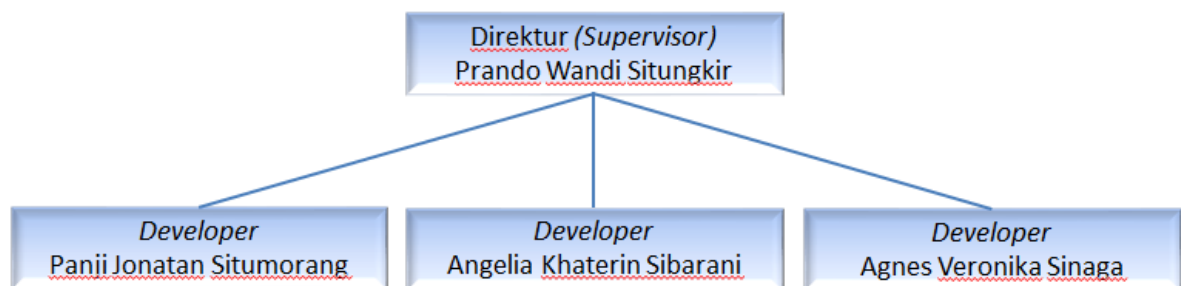 Direktur (Supervisor)
Prando Wandi Situngkir
Developer
Panji Jonatan Situmorang
Developer
Angelia Khaterin Sibarani
Developer
Agnes Veronika Sinaga